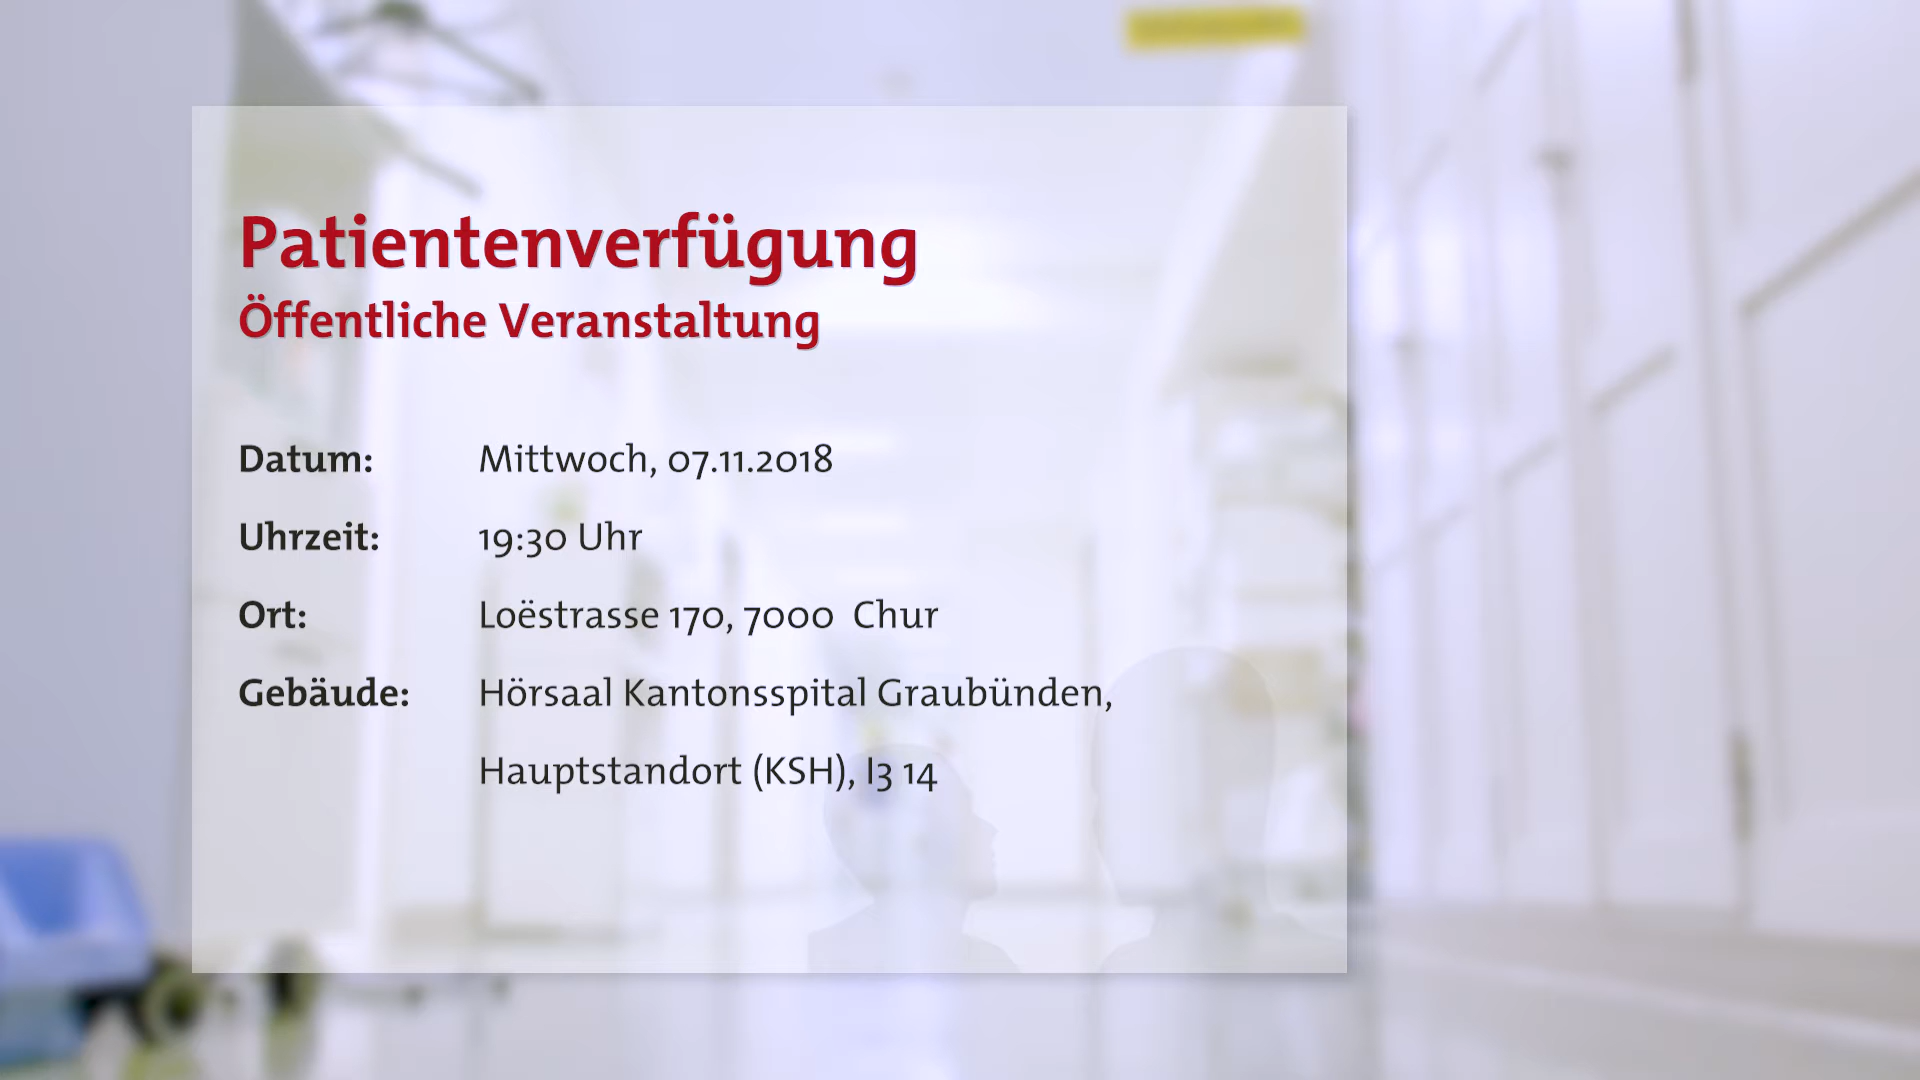 Patientenverfügung
Öffentliche Veranstaltung
Datum: Mittwoch, 07.11.2018
Uhrzeit: 19:30 Uhr
Ort: Loëstrasse 170, 7000 Chur
Gebäude: Hörsaal Kantonsspital Graubünden,
Hauptstandort (KSH), I3 14